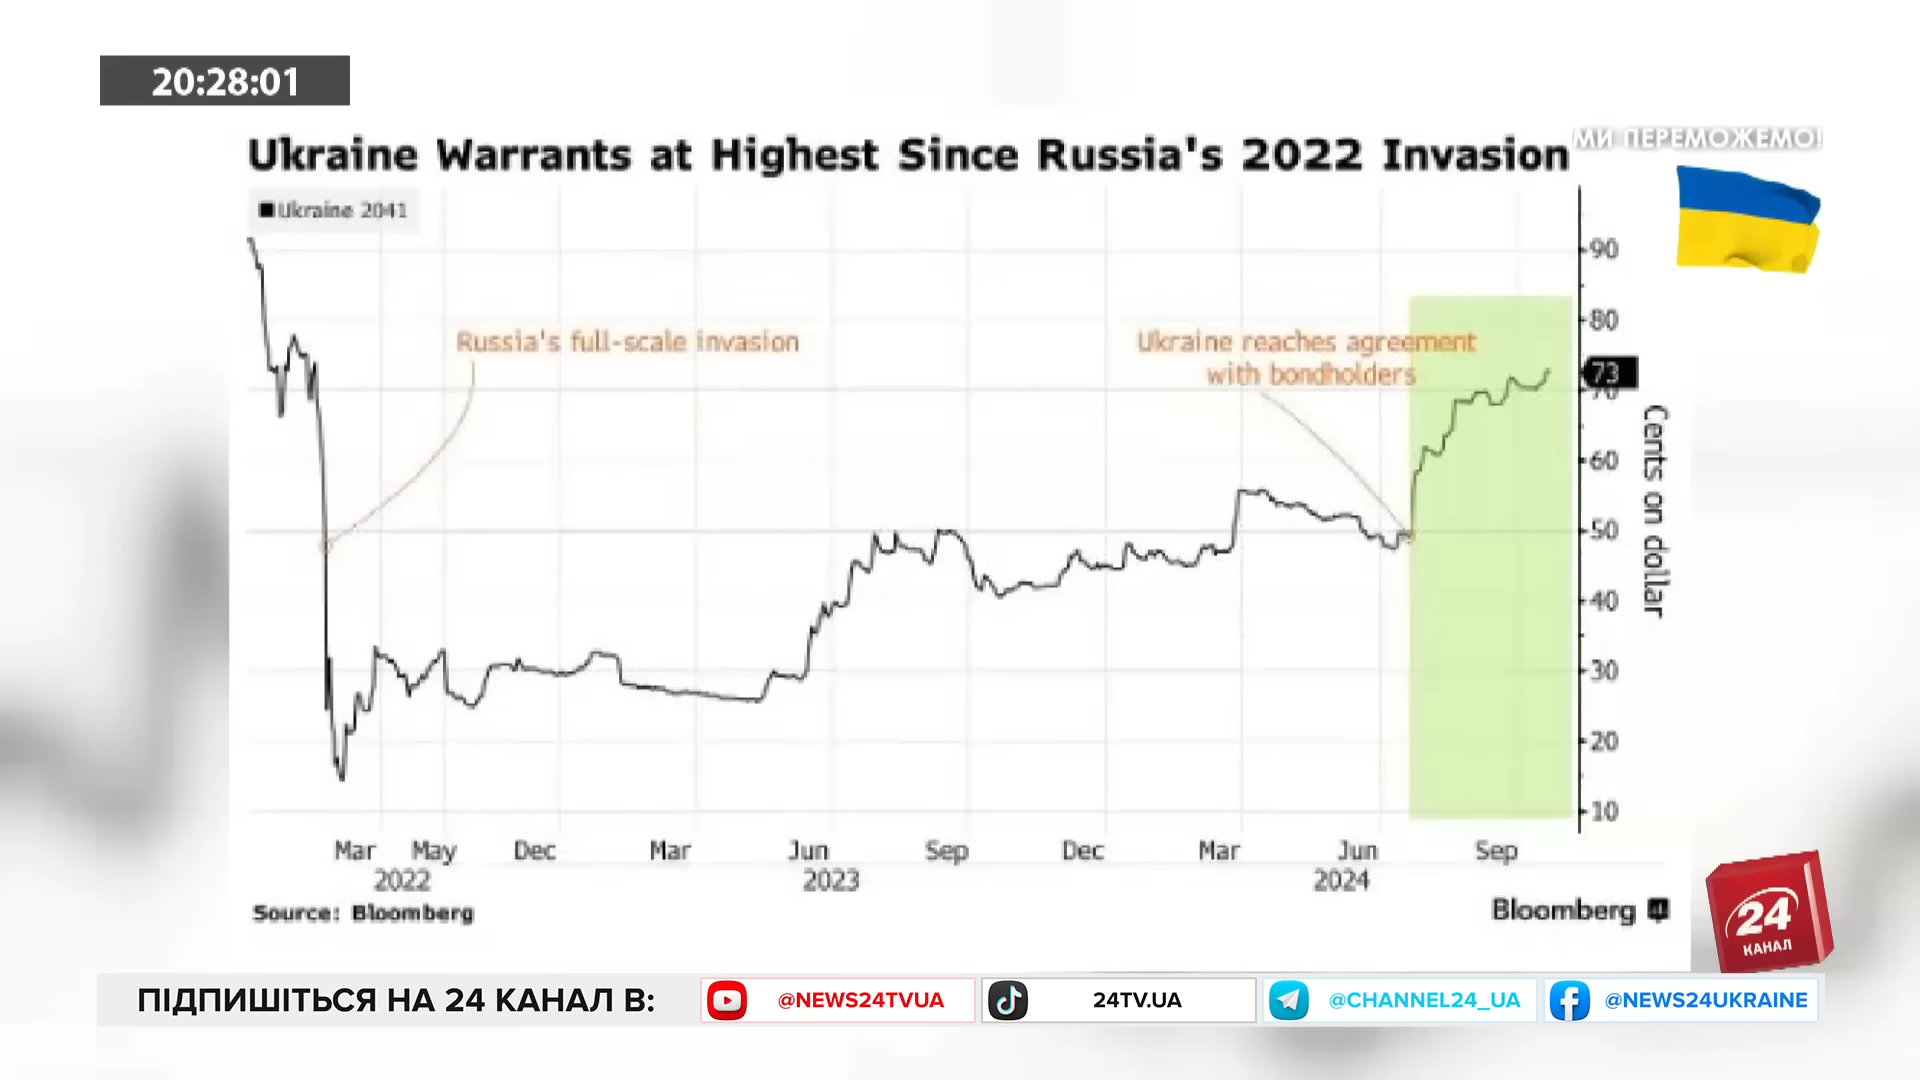 20:28:01
Ukraine Warrants at Highest Since Russia's 2022 Invasion
МИ ПЕРЕМОЖЕМО!
Ukraine 2041
90
80
Russia's full-scale invasion
Ukraine reaches agreement
with bondholders
73
70
60
50
40
30
20
10
Cents on dollar
Mar May Dec Mar Jun Sep Dec Mar Jun Sep
2022 2023 2024
Source: Bloomberg
Bloomberg
24
КАНАЛ
ПІДПИШІТЬСЯ НА 24 КАНАЛ В: @NEWS24TVUA 24TV.UA @CHANNEL24_UA @NEWS24UKRAINE